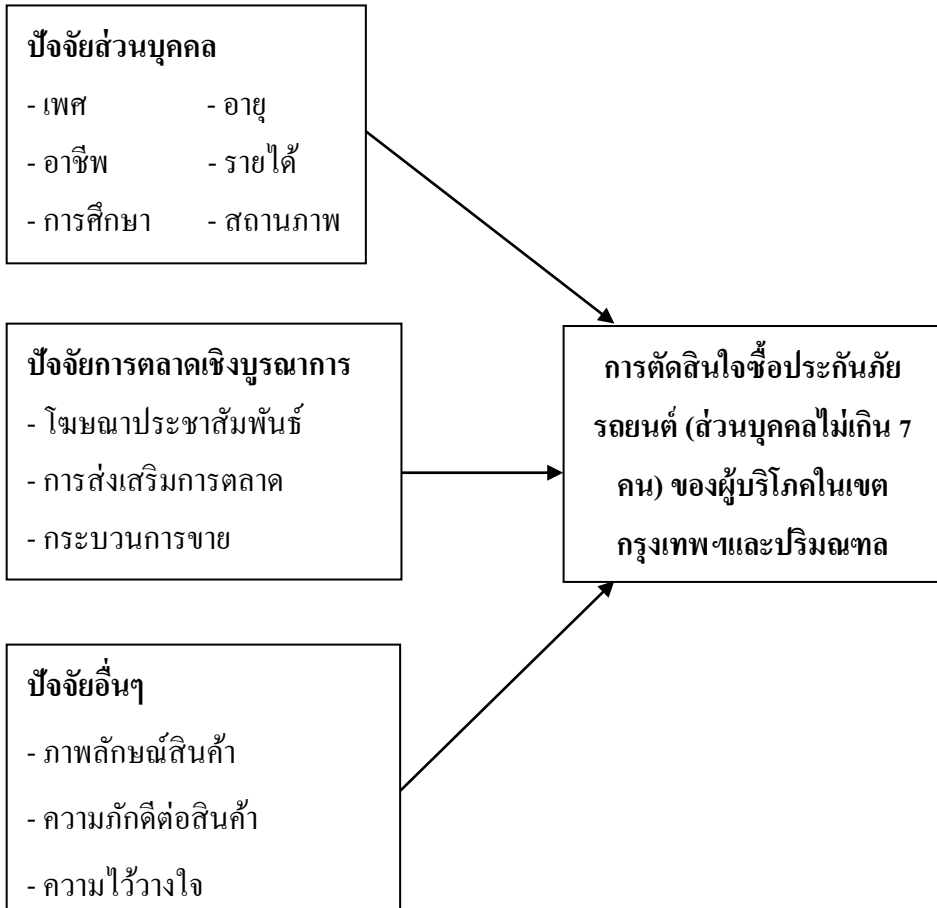 ปัจจัยส่วนบุคคล
- เพศ - อายุ
- อาชีพ - รายได้
- การศึกษา - สถานภาพ
ปัจจัยการตลาดเชิงบูรณาการ
- โฆษณาประชาสัมพันธ์
- การส่งเสริมการตลาด
- กระบวนการขาย
ปัจจัยอื่นๆ
- ภาพลักษณ์สินค้า
- ความภักดีต่อสินค้า
- ความไว้วางใจ
การตัดสินใจซื้อประกันภัย
รถยนต์ (ส่วนบุคคลไม่เกิน 7
คน) ของผู้บริโภคในเขต
กรุงเทพฯและปริมณฑล